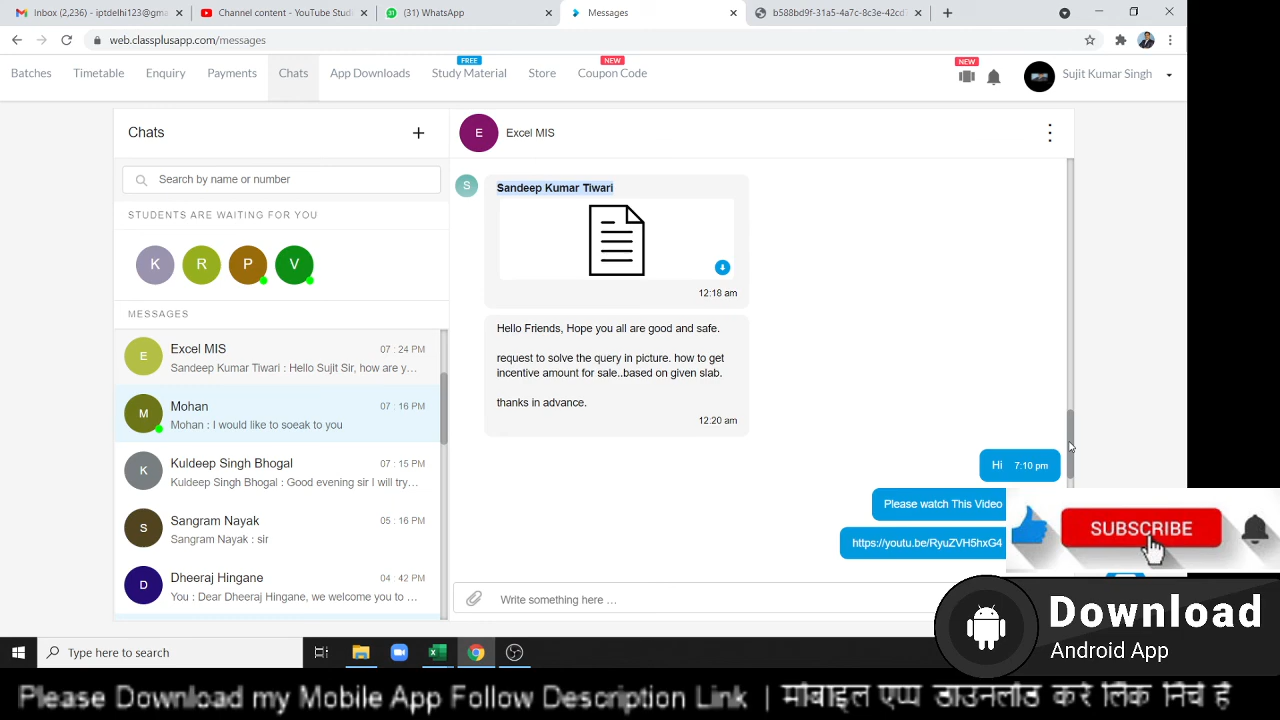 Inbox (2,236) - iptdelhi123@gma
Channel content - YouTube Studi
(31) WhatsApp
Messages
b588bd9f-31a5-4a7c-8c3e-42cd
web.classplusapp.com/messages
FREE
NEW
NEW
Batches
Timetable
Enquiry
Payments
Chats
App Downloads
Study Material
Store
Coupon Code
Sujit Kumar Singh
Chats
+
E
Excel MIS
Search by name or number
STUDENTS ARE WAITING FOR YOU
K
R
P
V
MESSAGES
E
Excel MIS
07 : 24 PM
Sandeep Kumar Tiwari : Hello Sujit Sir, how are y…
M
Mohan
07 : 16 PM
Mohan : I would like to soeak to you
K
Kuldeep Singh Bhogal
07 : 15 PM
Kuldeep Singh Bhogal : Good evening sir I will try…
S
Sangram Nayak
05 : 16 PM
Sangram Nayak : sir
D
Dheeraj Hingane
04 : 42 PM
You : Dear Dheeraj Hingane, we welcome you to …
S
Sandeep Kumar Tiwari
12:18 am
Hello Friends, Hope you all are good and safe.
request to solve the query in picture. how to get
incentive amount for sale..based on given slab.
thanks in advance.
12:20 am
Hi 7:10 pm
Please watch This Video
https://youtu.be/RyuZVH5hxG4
Write something here …
SUBSCRIBE
Download
Android App
Type here to search
Please Download my Mobile App Follow Description Link | मोबाइल एप्प डाउनलोड करे लिंक निचे है